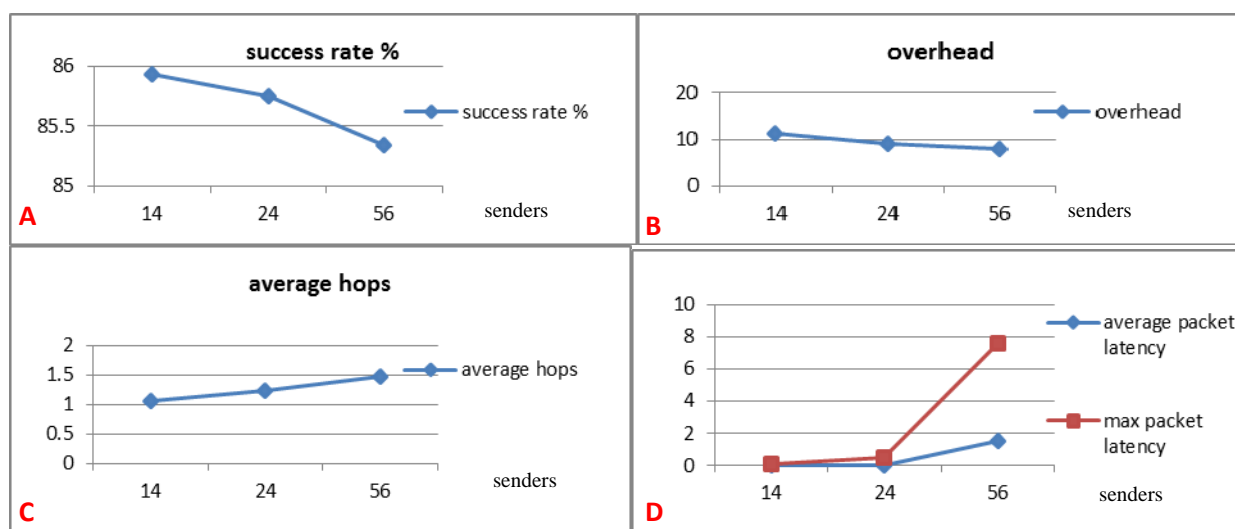 success rate %
86
85.5
85
success rate %
14 24 56 senders
A
overhead
20
10
0
overhead
14 24 56 senders
B
average hops
2
1.5
1
0.5
0
average hops
14 24 56 senders
C
10
8
6
4
2
0
average packet
latency
max packet
latency
14 24 56 senders
D